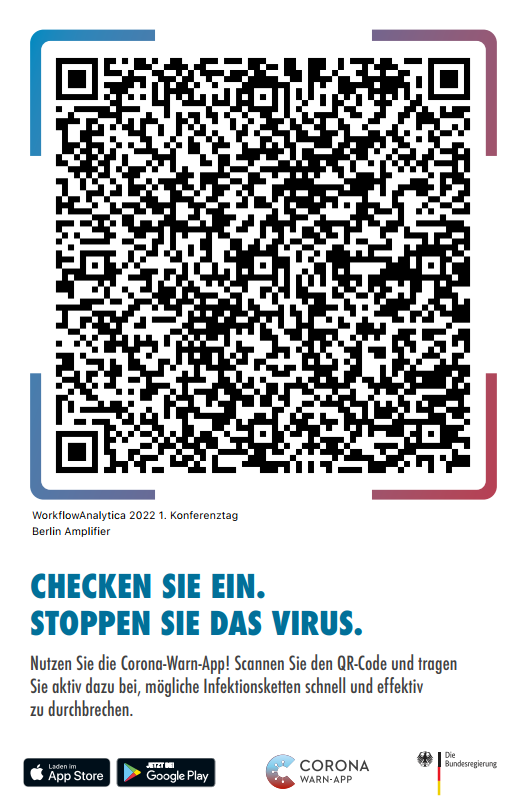 WorkflowAnalytica 2022 1. Konferenztag
Berlin Amplifier
CHECKEN SIE EIN.
STOPPEN SIE DAS VIRUS.
Nutzen Sie die Corona-Warn-App! Scannen Sie den QR-Code und tragen
Sie aktiv dazu bei, mögliche Infektionsketten schnell und effektiv
zu durchbrechen.
Laden im
App Store
JETZT BEI
Google Play
CORONA
WARN-APP
Die
Bundesregierung